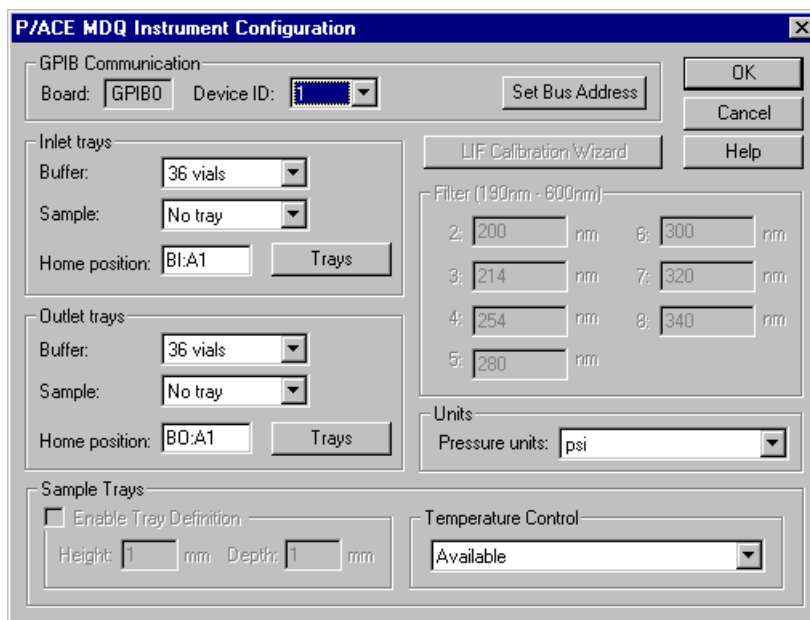 P/ACE MDQ Instrument Configuration
GPIB Communication
Board: GPIB0 Device ID: 1 Set Bus Address
OK
Cancel
Help
Inlet trays
Buffer: 36 vials
Sample: No tray
Home position: BI:A1 Trays
LIF Calibration Wizard
Filter (190nm - 600nm)
2: 200 nm 6: 300 nm
3: 214 nm 7: 320 nm
4: 254 nm 8: 340 nm
5: 280 nm
Outlet trays
Buffer: 36 vials
Sample: No tray
Home position: BO:A1 Trays
Units
Pressure units: psi
Sample Trays
Enable Tray Definition
Height: 1 mm Depth: 1 mm
Temperature Control
Available